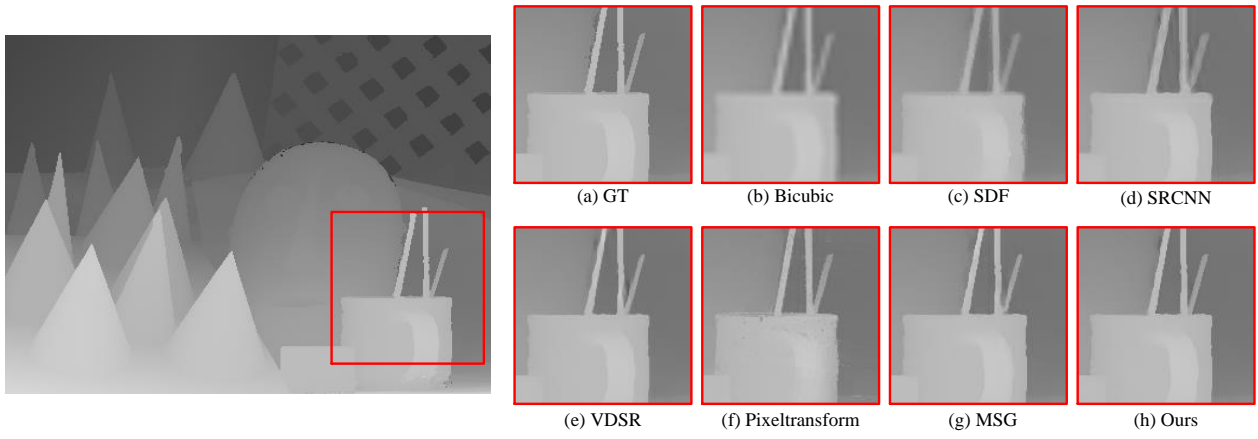 (a) GT
(b) Bicubic
(c) SDF
(d) SRCNN
(e) VDSR
(f) Pixeltransform
(g) MSG
(h) Ours